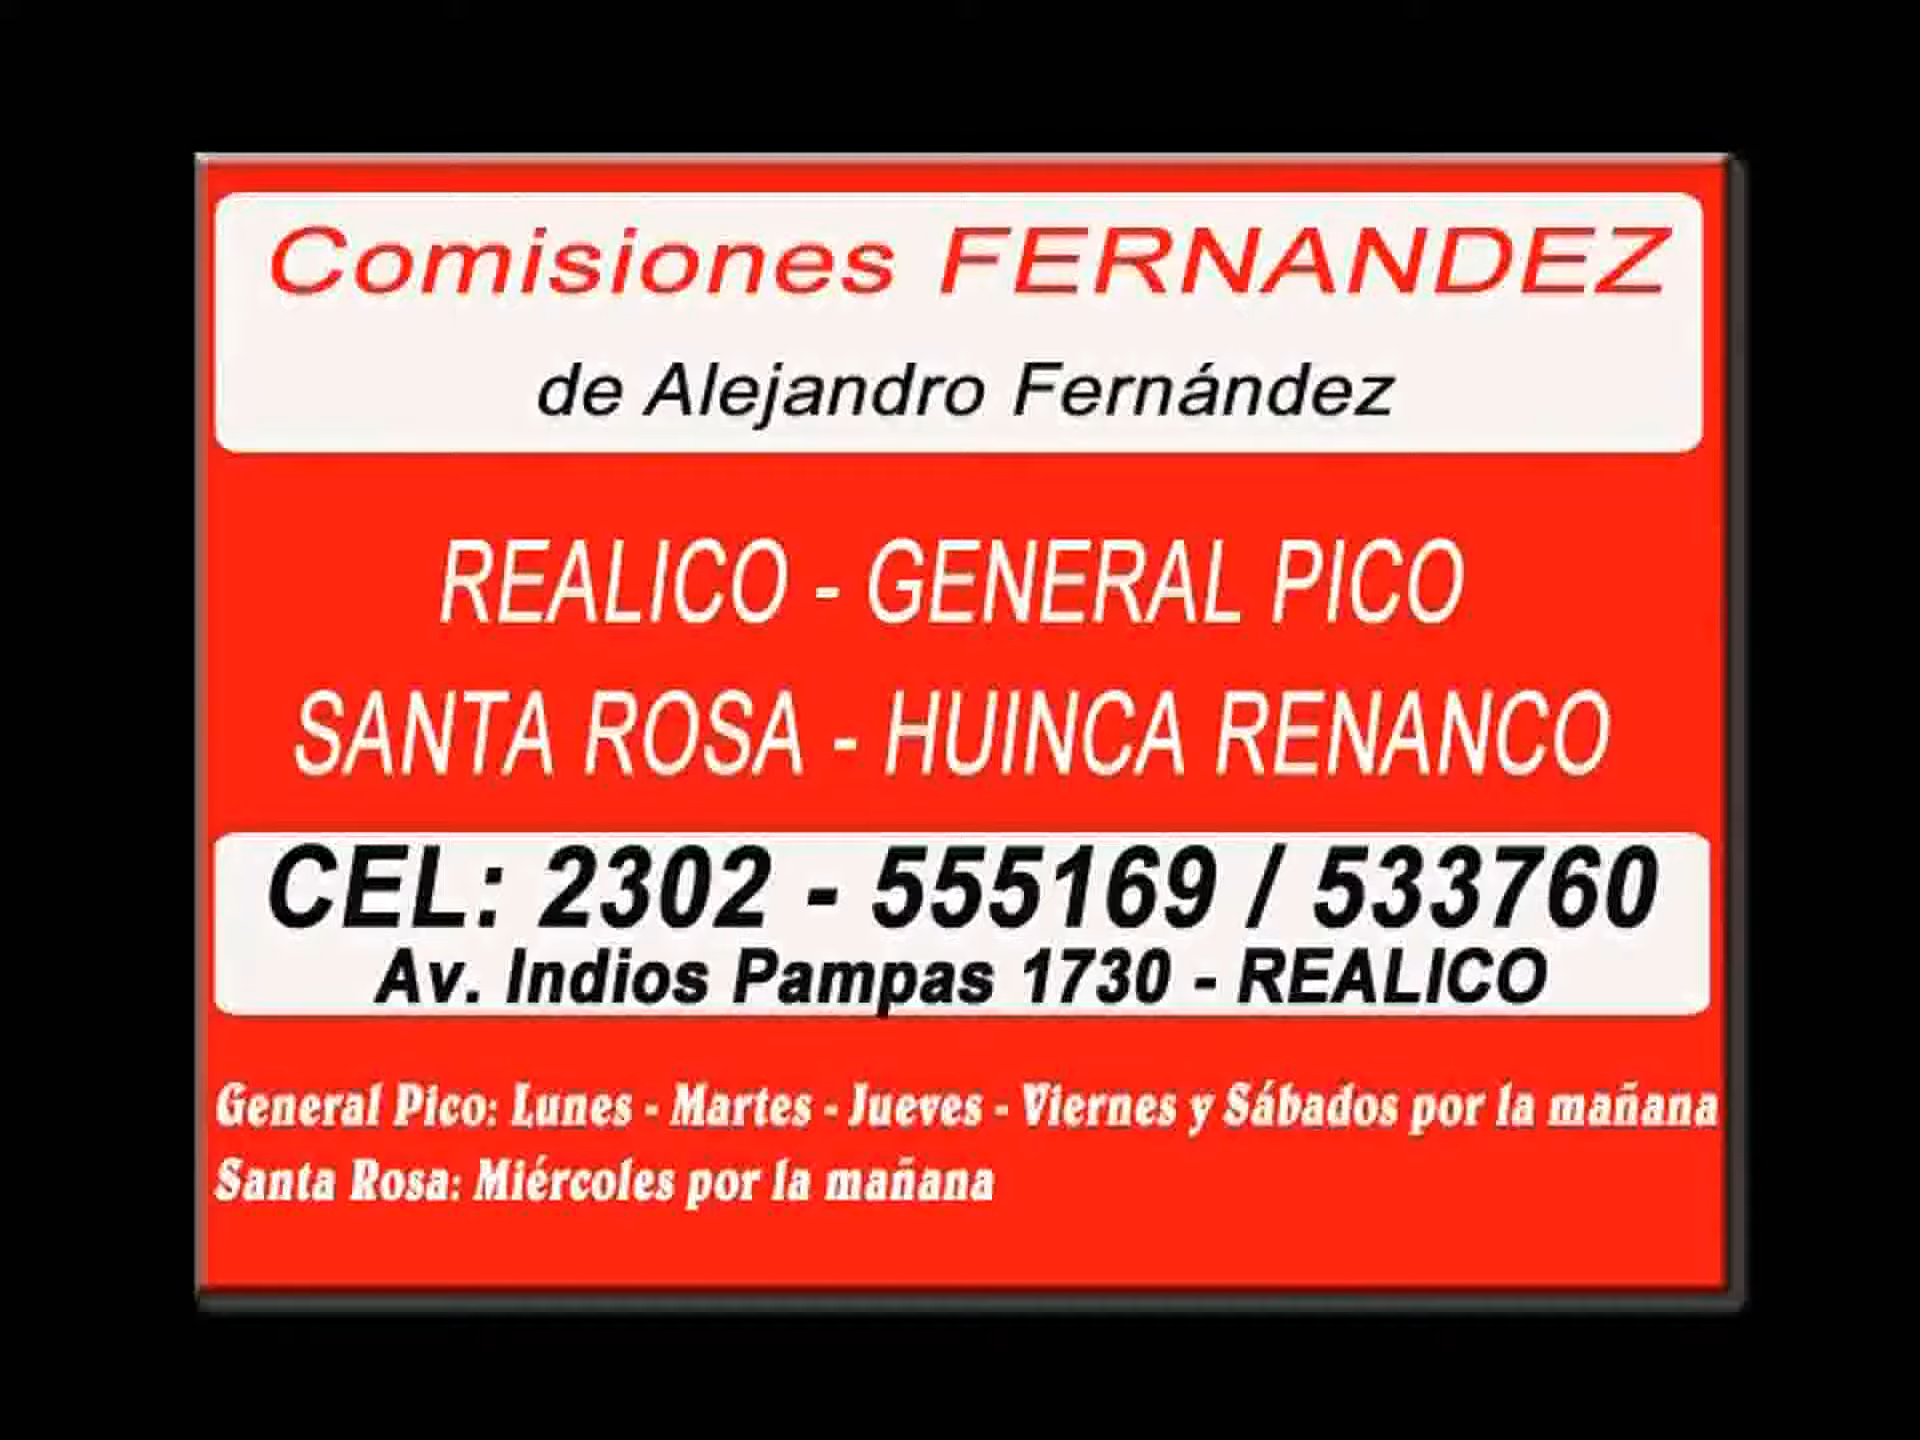 Comisiones FERNANDEZ
de Alejandro Fernández
REALICO - GENERAL PICO
SANTA ROSA - HUINCA RENANCO
CEL: 2302 - 555169 / 533760
Av. Indios Pampas 1730 - REALICO
General Pico: Lunes - Martes - Jueves - Viernes y Sábados por la mañana
Santa Rosa: Miércoles por la mañana